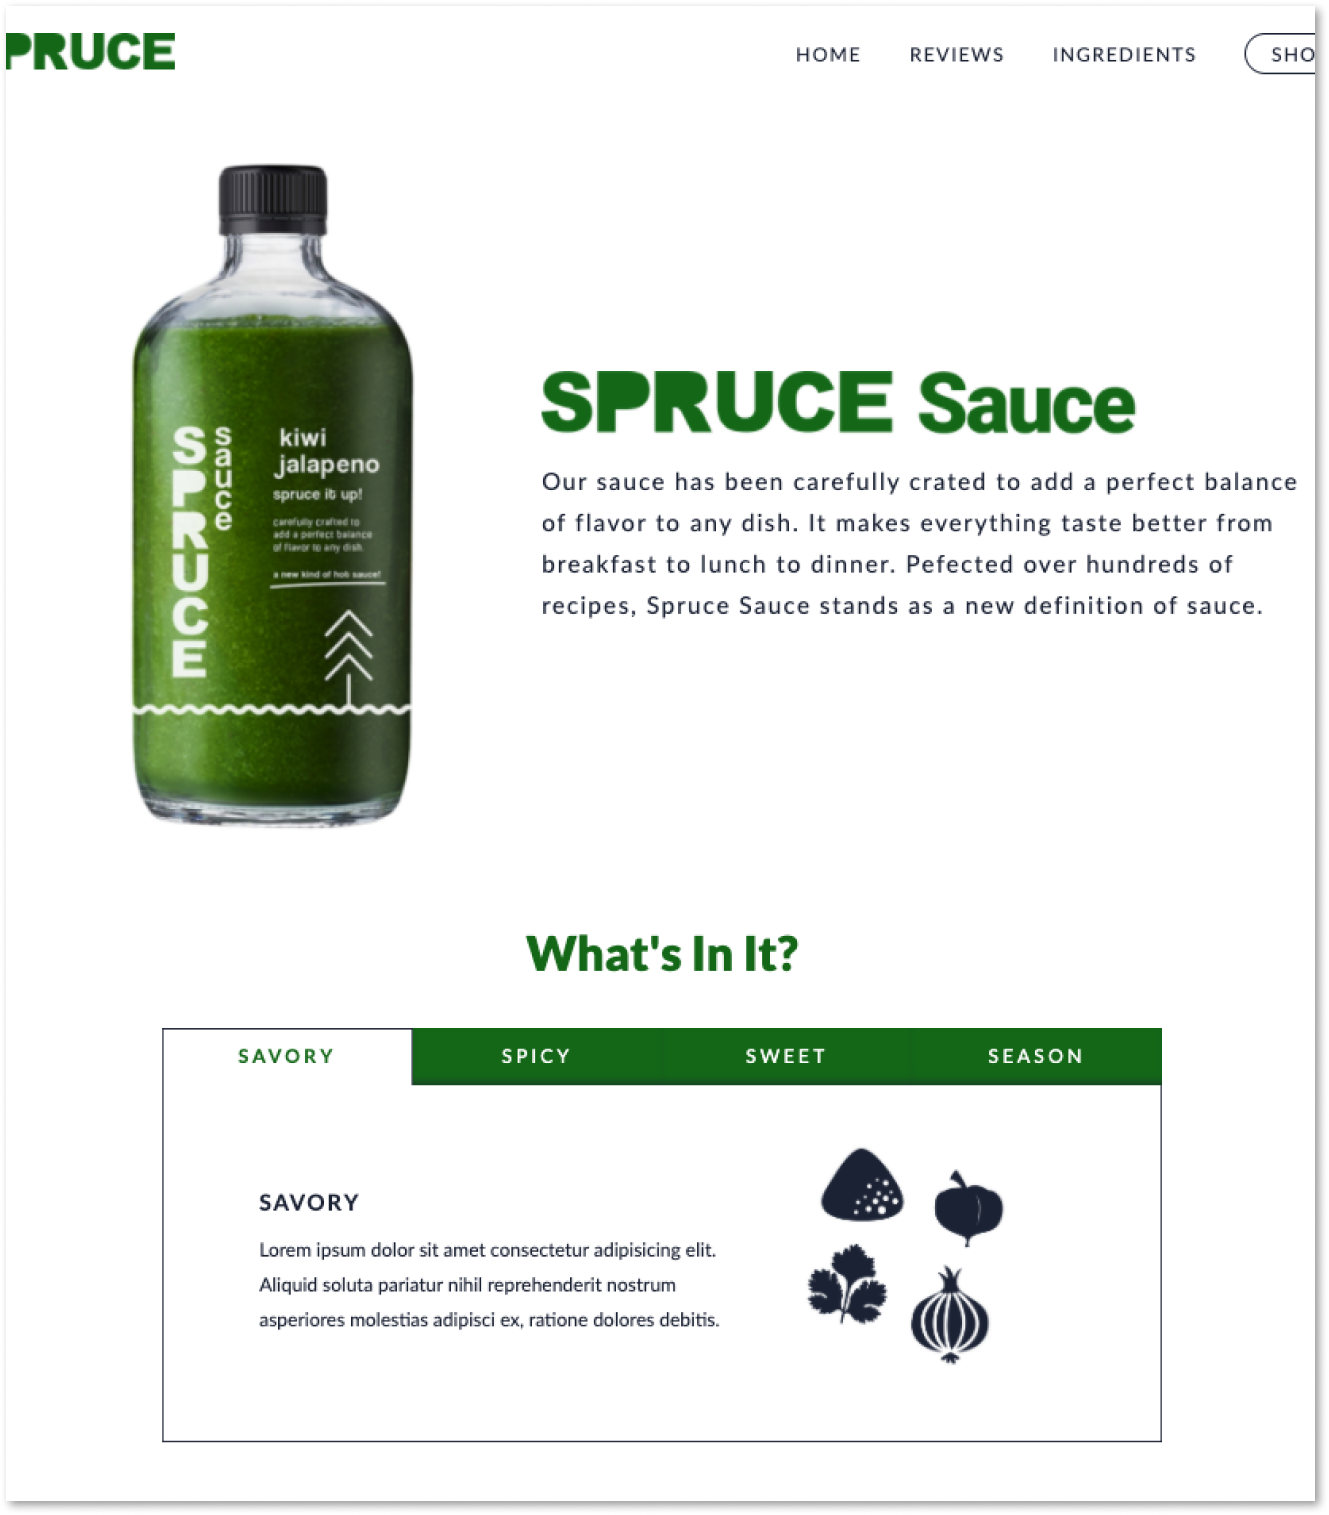 PRUCE
HOME REVIEWS INGREDIENTS SHO
SPRUCE
sauce
kiwi
jalapeno
spruce it up!
carefully crafted to
add a perfect balance
of flavor to any dish.
a new kind of hob sauce!
SPRUCE Sauce
Our sauce has been carefully crated to add a perfect balance
of flavor to any dish. It makes everything taste better from
breakfast to lunch to dinner. Pefected over hundreds of
recipes, Spruce Sauce stands as a new definition of sauce.
What's In It?
SAVORY SPICY SWEET SEASON
SAVORY
Lorem ipsum dolor sit amet consectetur adipisicing elit.
Aliquid soluta pariatur nihil reprehenderit nostrum
asperiores molestias adipisci ex, ratione dolores debitis.